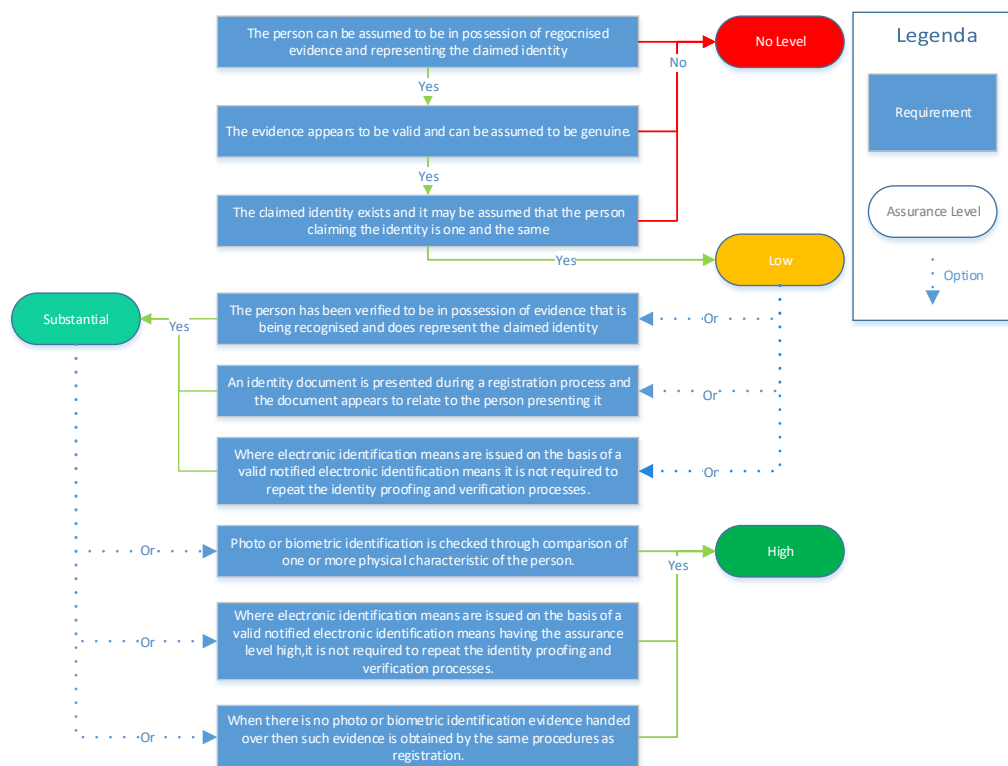 The person can be assumed to be in possession of regocnised
evidence and representing the claimed identity
No Level
Legenda
No
Yes
Requirement
The evidence appears to be valid and can be assumed to be genuine.
Yes
The claimed identity exists and it may be assumed that the person
claiming the identity is one and the same
Assurance Level
Yes
Low
Option
Substantial
Yes
The person has been verified to be in possession of evidence that is
being recognised and does represent the claimed identity
Or
An identity document is presented during a registration process and
the document appears to relate to the person presenting it
Or
Where electronic identification means are issued on the basis of a
valid notified electronic identification means it is not required to
repeat the identity proofing and verification processes.
Or
Or
Photo or biometric identification is checked through comparison of
one or more physical characteristic of the person.
High
Yes
Or
Where electronic identification means are issued on the basis of a
valid notified electronic identification means having the assurance
level high,it is not required to repeat the identity proofing and
verification processes.
Or
When there is no photo or biometric identification evidence handed
over then such evidence is obtained by the same procedures as
registration.